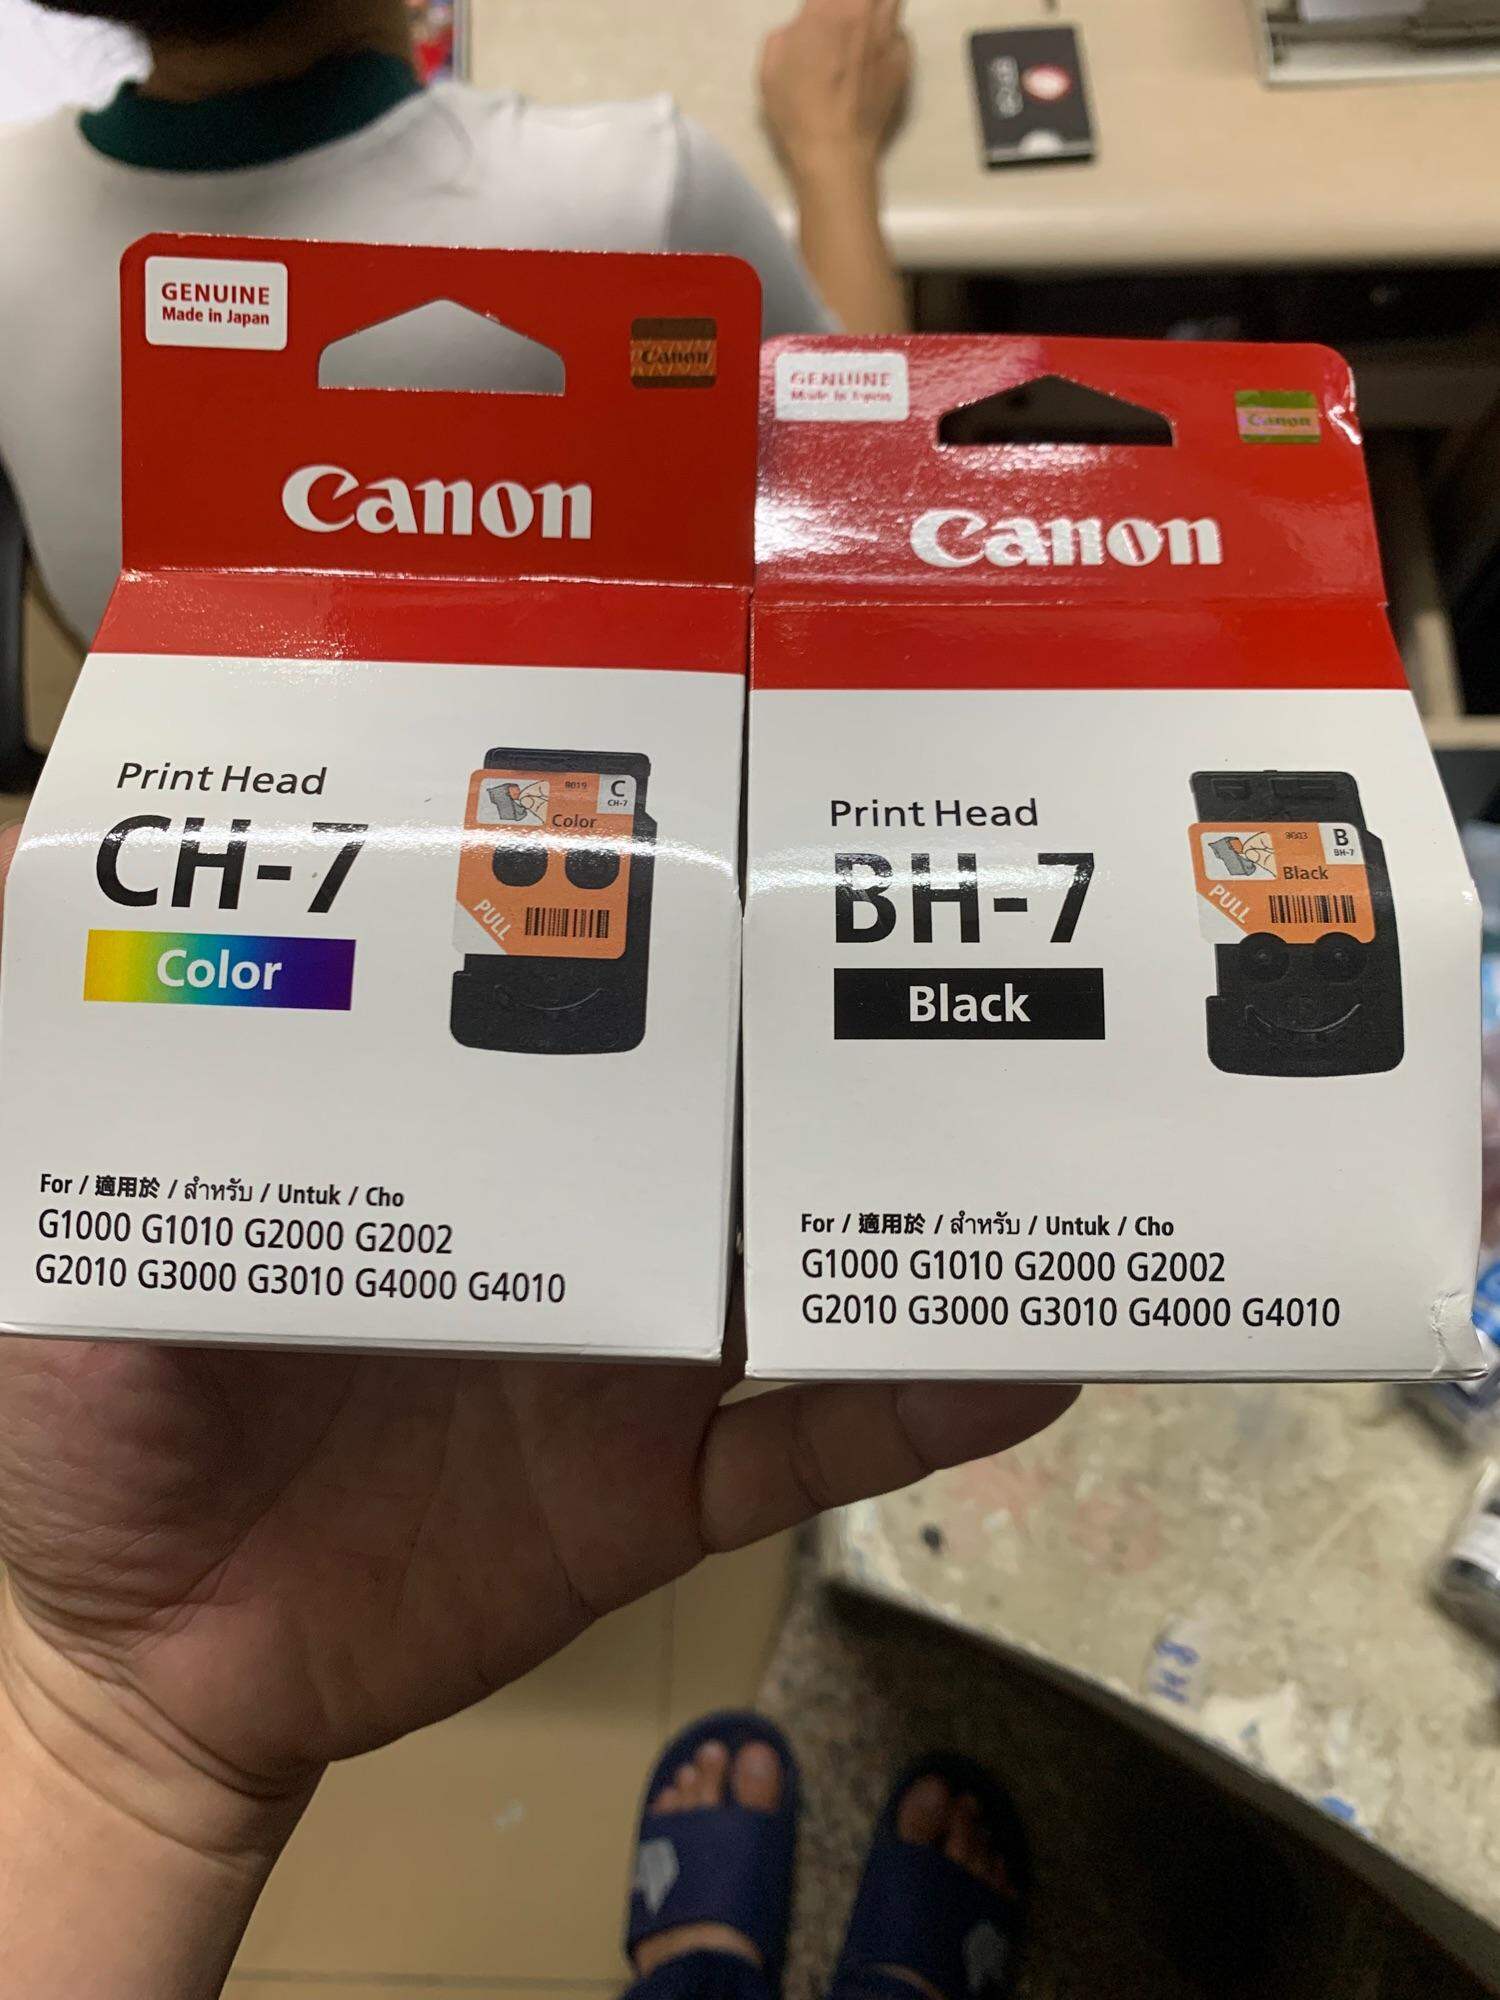 GENUINE
Made in Japan
Canon
Canon
Print Head
CH-7
Color
8019
C
CH-7
Color
PULL
For / 適用於 / สำหรับ / Untuk / Cho
G1000 G1010 G2000 G2002
G2010 G3000 G3010 G4000 G4010
GENUINE
Made in Japan
Canon
Canon
Print Head
BH-7
Black
B
BH-7
Black
PULL
For / 適用於 / สำหรับ / Untuk / Cho
G1000 G1010 G2000 G2002
G2010 G3000 G3010 G4000 G4010